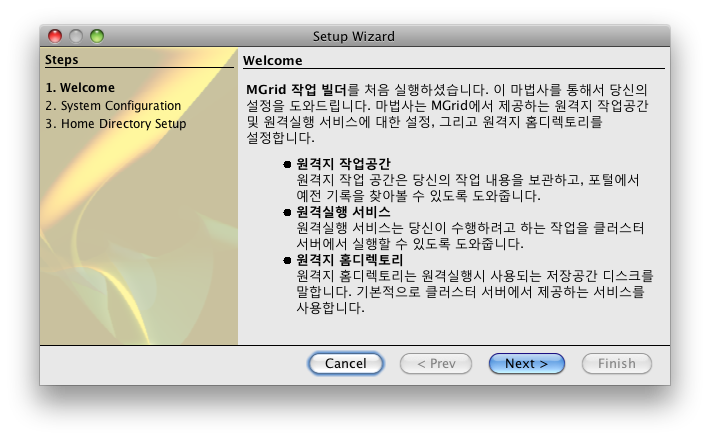 Setup Wizard
Steps
1. Welcome
2. System Configuration
3. Home Directory Setup
Welcome
MGrid 작업 빌더를 처음 실행하셨습니다. 이 마법사를 통해서 당신의
설정을 도와드립니다. 마법사는 MGrid에서 제공하는 원격지 작업공간
및 원격실행 서비스에 대한 설정, 그리고 원격지 홈디렉토리를
설정합니다.
● 원격지 작업공간
원격지 작업 공간은 당신의 작업 내용을 보관하고, 포털에서
예전 기록을 찾아볼 수 있도록 도와줍니다.
● 원격실행 서비스
원격실행 서비스는 당신이 수행하려고 하는 작업을 클러스터
서버에서 실행할 수 있도록 도와줍니다.
● 원격지 홈디렉토리
원격지 홈디렉토리는 원격실행시 사용되는 저장공간 디스크를
말합니다. 기본적으로 클러스터 서버에서 제공하는 서비스를
사용합니다.
Cancel < Prev Next > Finish